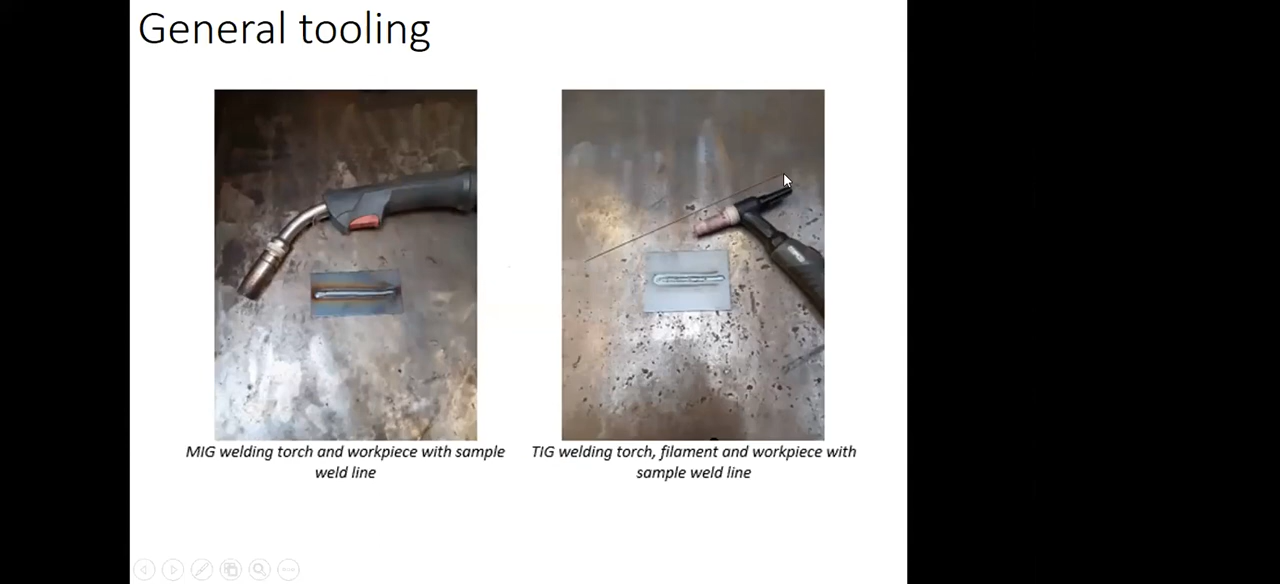 General tooling
MIG welding torch and workpiece with sample
weld line
TIG welding torch, filament and workpiece with
sample weld line